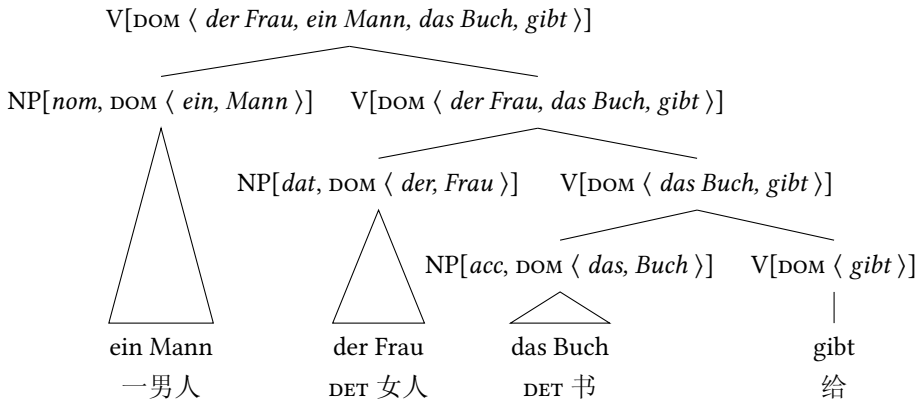 V[DOM ⟨ der Frau, ein Mann, das Buch, gibt ⟩]
NP[nom, DOM ⟨ ein, Mann ⟩] V[DOM ⟨ der Frau, das Buch, gibt ⟩]
NP[dat, DOM ⟨ der, Frau ⟩] V[DOM ⟨ das Buch, gibt ⟩]
NP[acc, DOM ⟨ das, Buch ⟩] V[DOM ⟨ gibt ⟩]
ein Mann der Frau das Buch gibt
一男人 DET 女人 DET 书 给